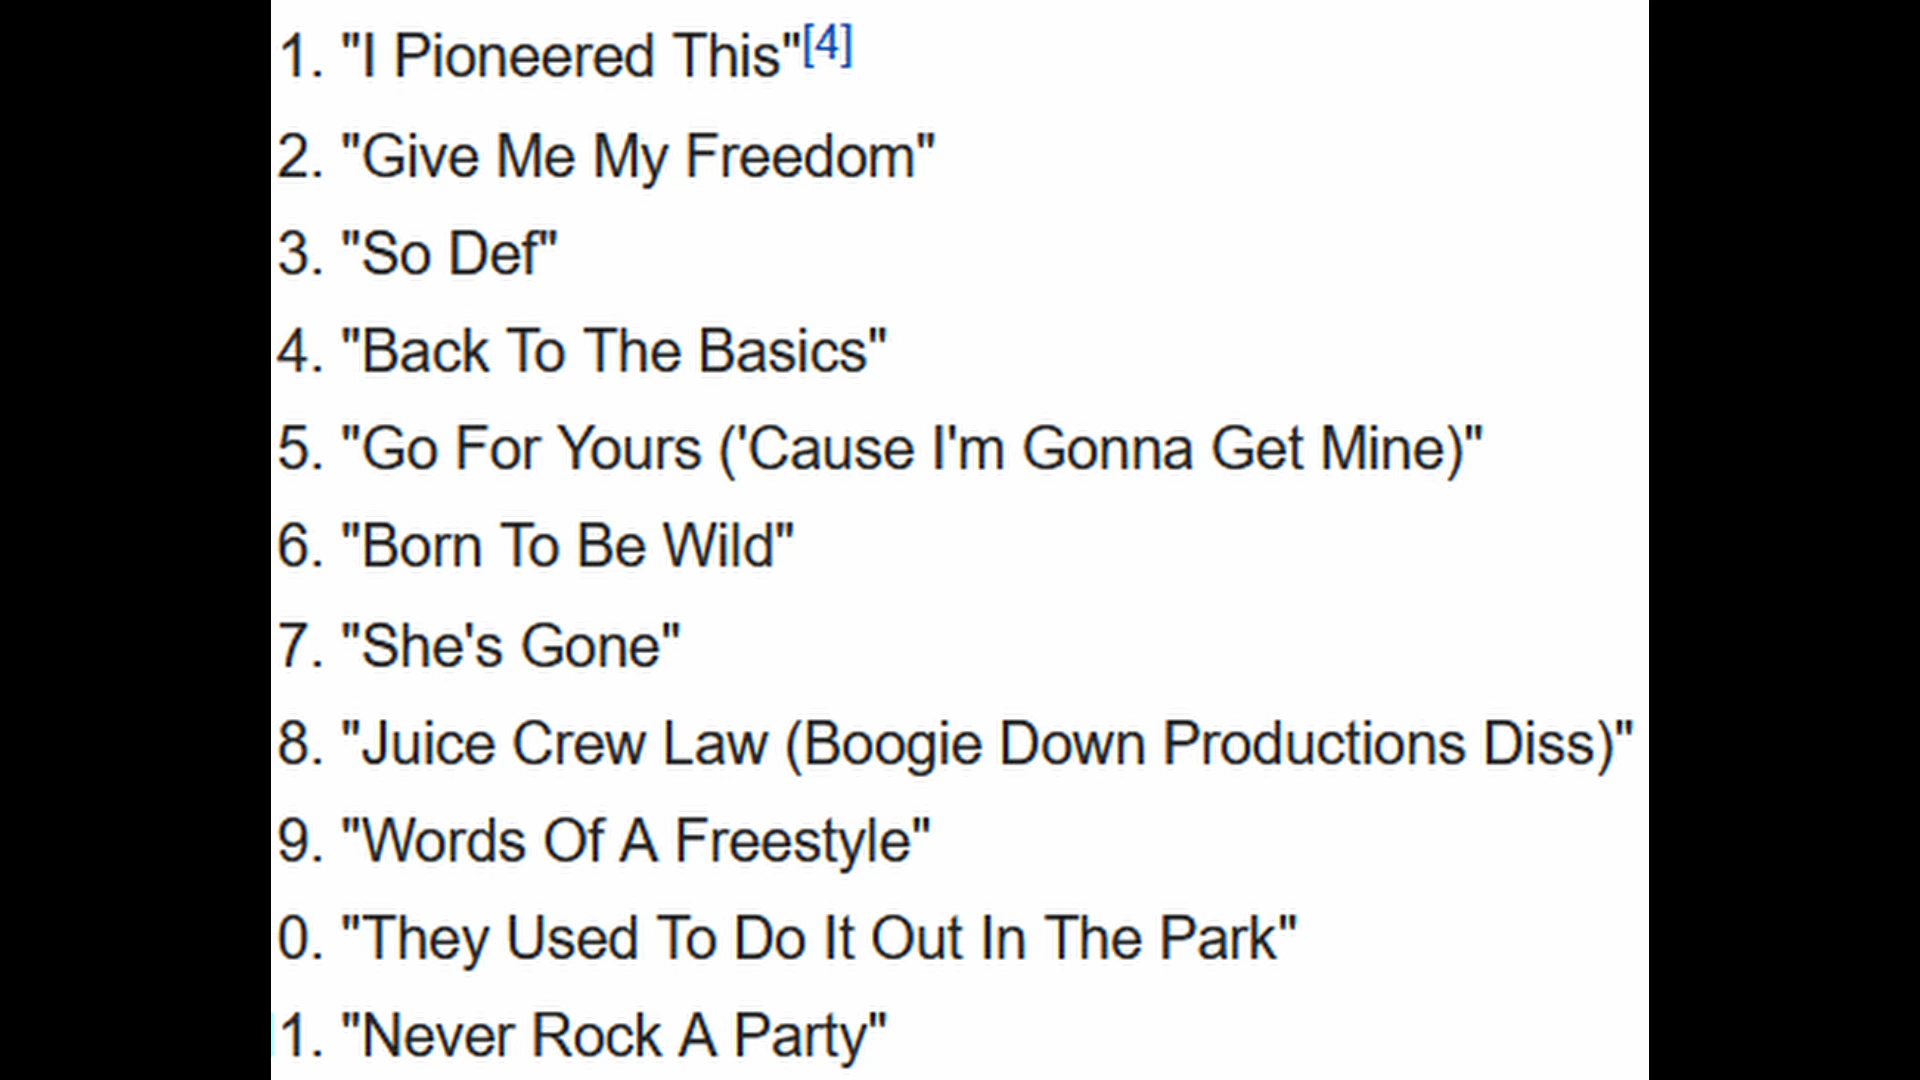 1. "I Pioneered This"[4]
2. "Give Me My Freedom"
3. "So Def"
4. "Back To The Basics"
5. "Go For Yours ('Cause I'm Gonna Get Mine)"
6. "Born To Be Wild"
7. "She's Gone"
8. "Juice Crew Law (Boogie Down Productions Diss)"
9. "Words Of A Freestyle"
0. "They Used To Do It Out In The Park"
1. "Never Rock A Party"